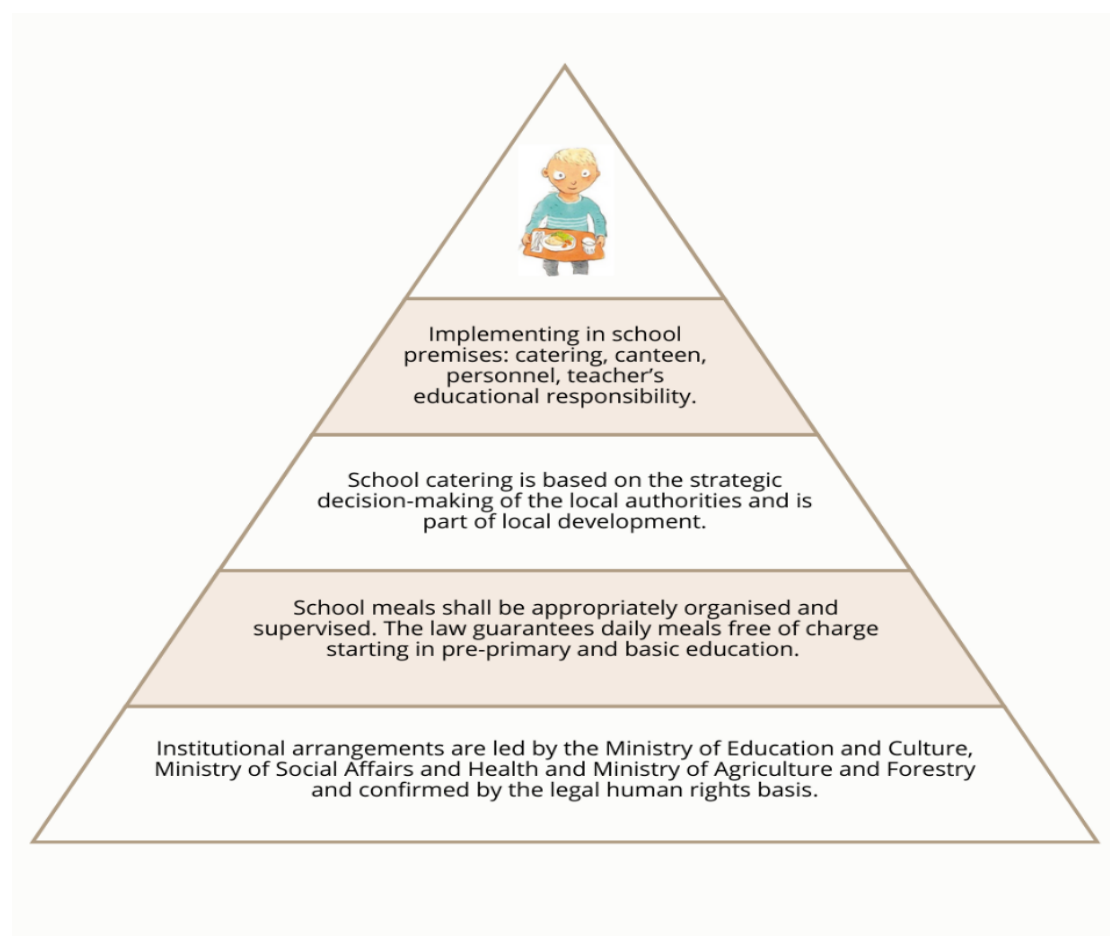 Implementing in school
premises: catering, canteen,
personnel, teacher’s
educational responsibility.
School catering is based on the strategic
decision-making of the local authorities and is
part of local development.
School meals shall be appropriately organised and
supervised. The law guarantees daily meals free of charge
starting in pre-primary and basic education.
Institutional arrangements are led by the Ministry of Education and Culture,
Ministry of Social Affairs and Health and Ministry of Agriculture and Forestry
and confirmed by the legal human rights basis.